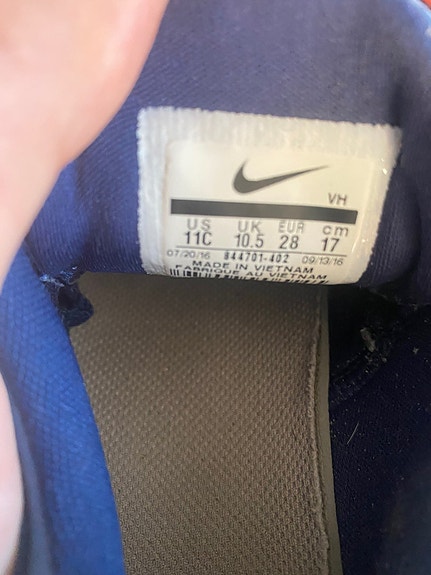 VH
US UK EUR cm
11C 10.5 28 17
07/20/16 844701-402 09/13/16
MADE IN VIETNAM
FABRIQUE AU VIETNAM